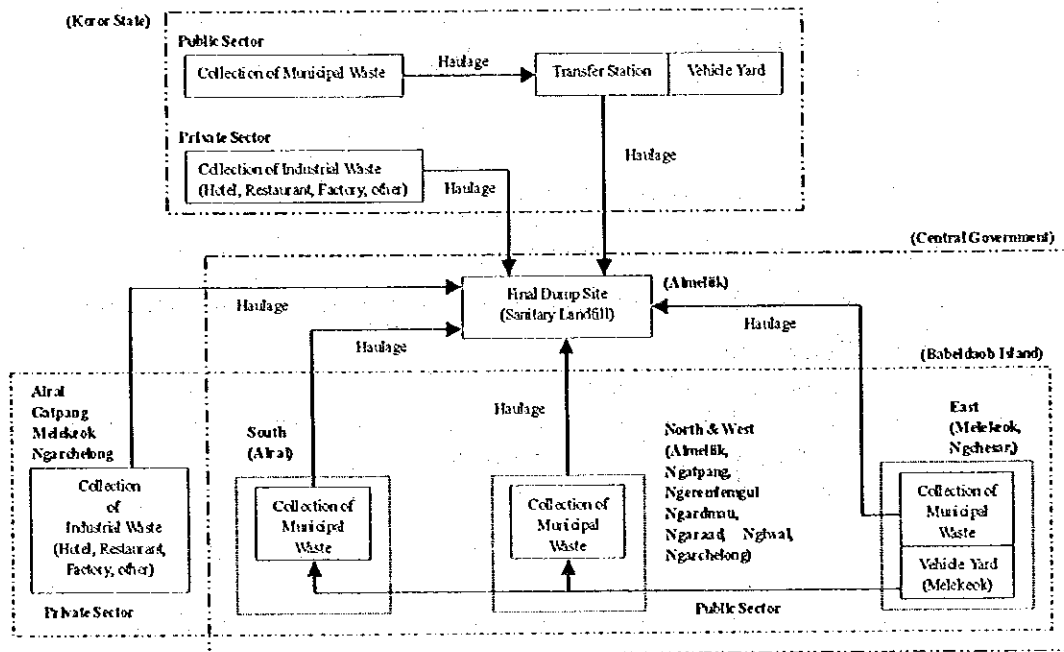 (Koror State)
Public Sector
Collection of Municipal Waste
Haulage
Transfer Station
Vehicle Yard
Private Sector
Collection of Industrial Waste
(Hotel, Restaurant, Factory, other)
Haulage
Haulage
(Central Government)
Final Dump Site
(Sanitary Landfill)
(Aimeliik)
Haulage
Haulage
Haulage
(Babeldaob Island)
Airai
Gatpang
Melekeok
Ngarchelong
Haulage
South
(Airai)
North & West
(Aimeliik,
Ngatpang,
Ngardmau,
Ngaraad, Ngiwal,
Ngarchelong)
East
(Melekeok,
Ngchesar,)
Collection
of
Industrial Waste
(Hotel, Restaurant,
Factory, other)
Collection of
Municipal
Waste
Collection of
Municipal
Waste
Collection of
Municipal
Waste
Vehicle Yard
(Melekeok)
Private Sector
Public Sector